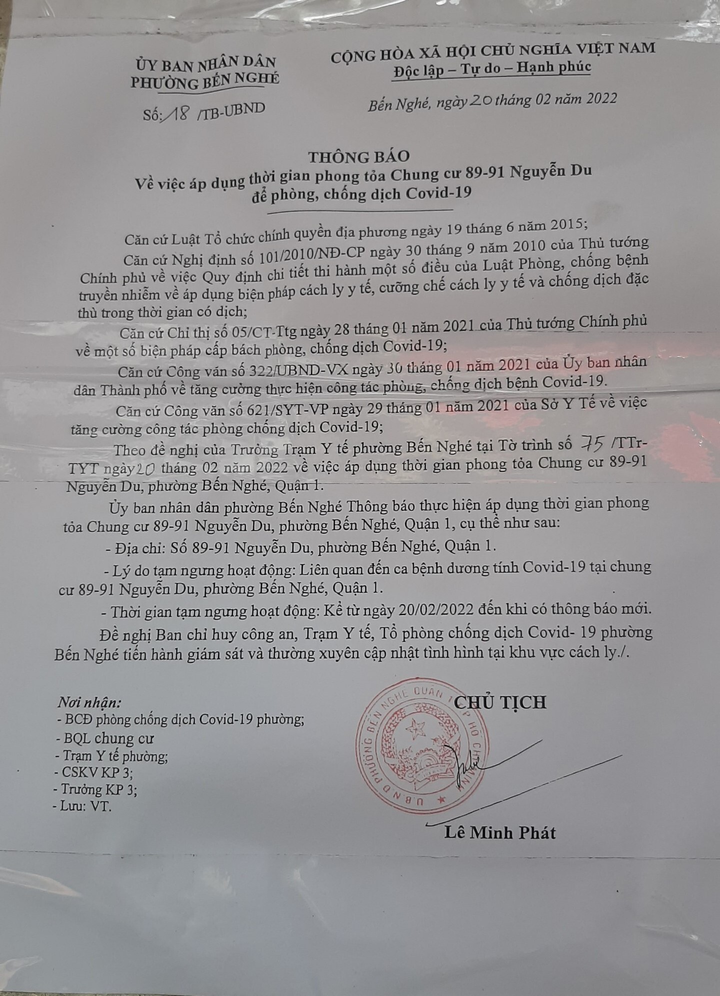 ỦY BAN NHÂN DÂN
PHƯỜNG BẾN NGHÉ
Số: 18 /TB-UBND
CỘNG HÒA XÃ HỘI CHỦ NGHĨA VIỆT NAM
Độc lập – Tự do – Hạnh phúc
Bến Nghé, ngày 20 tháng 02 năm 2022
THÔNG BÁO
Về việc áp dụng thời gian phong tỏa Chung cư 89-91 Nguyễn Du
để phòng, chống dịch Covid-19
Căn cứ Luật Tổ chức chính quyền địa phương ngày 19 tháng 6 năm 2015;
Căn cứ Nghị định số 101/2010/NĐ-CP ngày 30 tháng 9 năm 2010 của Thủ tướng
Chính phủ về việc Quy định chi tiết thi hành một số điều của Luật Phòng, chống bệnh
truyền nhiễm về áp dụng biện pháp cách ly y tế, cưỡng chế cách ly y tế và chống dịch đặc
thù trong thời gian có dịch;
Căn cứ Chỉ thị số 05/CT-Ttg ngày 28 tháng 01 năm 2021 của Thủ tướng Chính phủ
về một số biện pháp cấp bách phòng, chống dịch Covid-19;
Căn cứ Công văn số 322/UBND-VX ngày 30 tháng 01 năm 2021 của Ủy ban nhân
dân Thành phố về tăng cường thực hiện công tác phòng, chống dịch bệnh Covid-19.
Căn cứ Công văn số 621/SYT-VP ngày 29 tháng 01 năm 2021 của Sở Y Tế về việc
tăng cường công tác phòng chống dịch Covid-19;
Theo đề nghị của Trưởng Trạm Y tế phường Bến Nghé tại Tờ trình số 75 /TTr-
TYT ngày 20 tháng 02 năm 2022 về việc áp dụng thời gian phong tỏa Chung cư 89-91
Nguyễn Du, phường Bến Nghé, Quận 1.
Ủy ban nhân dân phường Bến Nghé Thông báo thực hiện áp dụng thời gian phong
tỏa Chung cư 89-91 Nguyễn Du, phường Bến Nghé, Quận 1, cụ thể như sau:
- Địa chỉ: Số 89-91 Nguyễn Du, phường Bến Nghé, Quận 1.
- Lý do tạm ngưng hoạt động: Liên quan đến ca bệnh dương tính Covid-19 tại chung
cư 89-91 Nguyễn Du, phường Bến Nghé, Quận 1.
- Thời gian tạm ngưng hoạt động: Kể từ ngày 20/02/2022 đến khi có thông báo mới.
Đề nghị Ban chỉ huy công an, Trạm Y tế, Tổ phòng chống dịch Covid- 19 phường
Bến Nghé tiến hành giám sát và thường xuyên cập nhật tình hình tại khu vực cách ly./.
Nơi nhận:
- BCĐ phòng chống dịch Covid-19 phường;
- BQL chung cư
- Trạm Y tế phường;
- CSKV KP 3;
- Trưởng KP 3;
- Lưu: VT.
CHỦ TỊCH
UBND PHƯỜNG BẾN NGHÉ QUẬN 1 T.P HỒ CHÍ MINH
Lê Minh Phát